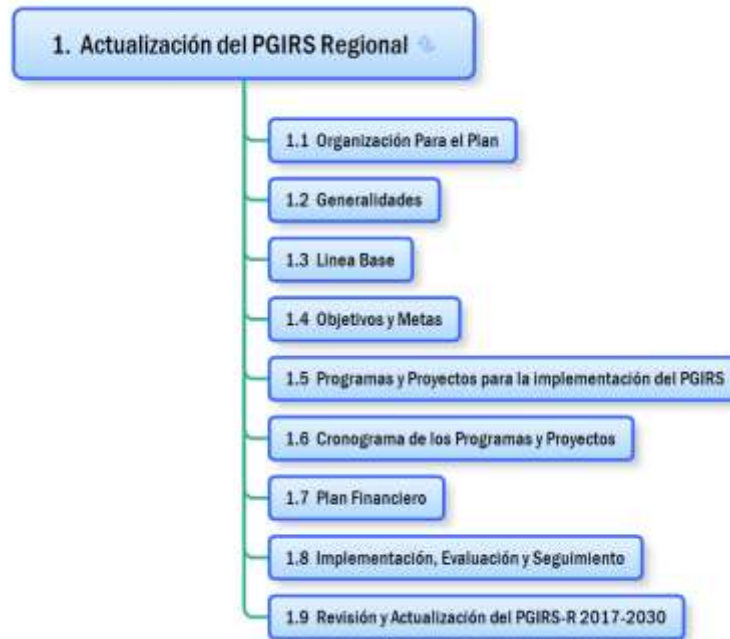 1. Actualización del PGIRS Regional
1.1 Organización Para el Plan
1.2 Generalidades
1.3 Linea Base
1.4 Objetivos y Metas
1.5 Programas y Proyectos para la implementación del PGIRS
1.6 Cronograma de los Programas y Proyectos
1.7 Plan Financiero
1.8 Implementación, Evaluación y Seguimiento
1.9 Revisión y Actualización del PGIRS-R 2017-2030